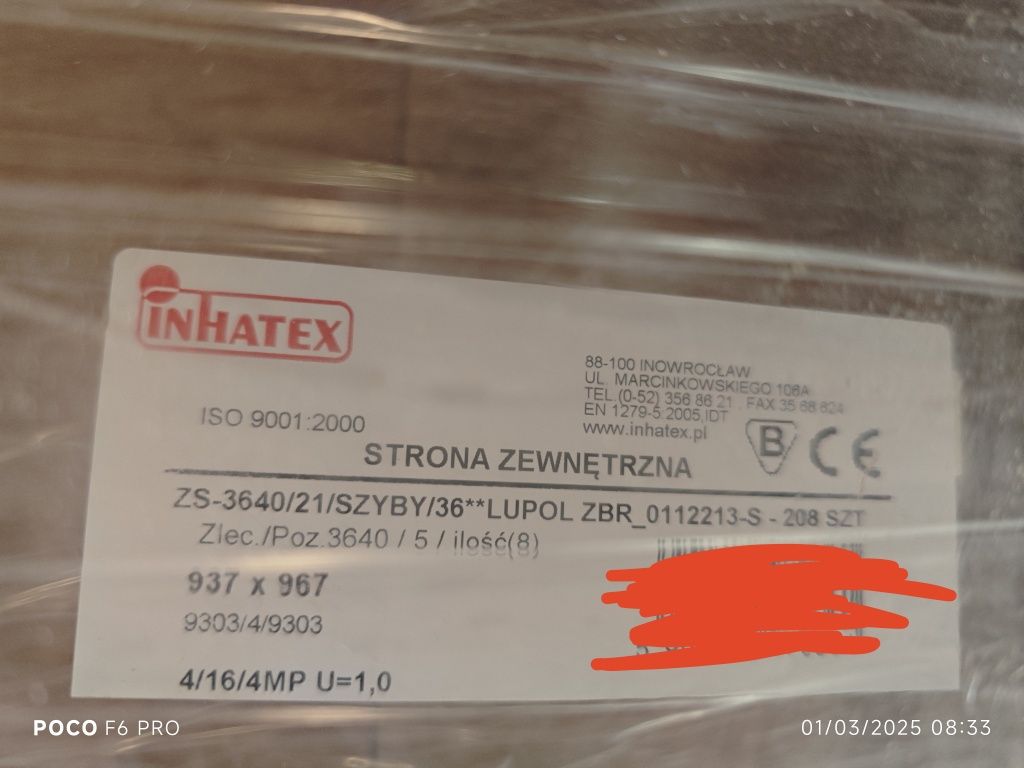 INHATEX
88-100 INOWROCŁAW
UL. MARCINKOWSKIEGO 108A
TEL.(0-52) 356 86 21 . FAX 35 68 624
EN 1279-5:2005,IDT
www.inhatex.pl
B CE
ISO 9001:2000
STRONA ZEWNĘTRZNA
ZS-3640/21/SZYBY/36**LUPOL ZBR_0112213-S - 208 SZT
Zlec./Poz.3640 / 5 / ilość(8)
937 x 967
9303/4/9303
4/16/4MP U=1,0
POCO F6 PRO
01/03/2025 08:33